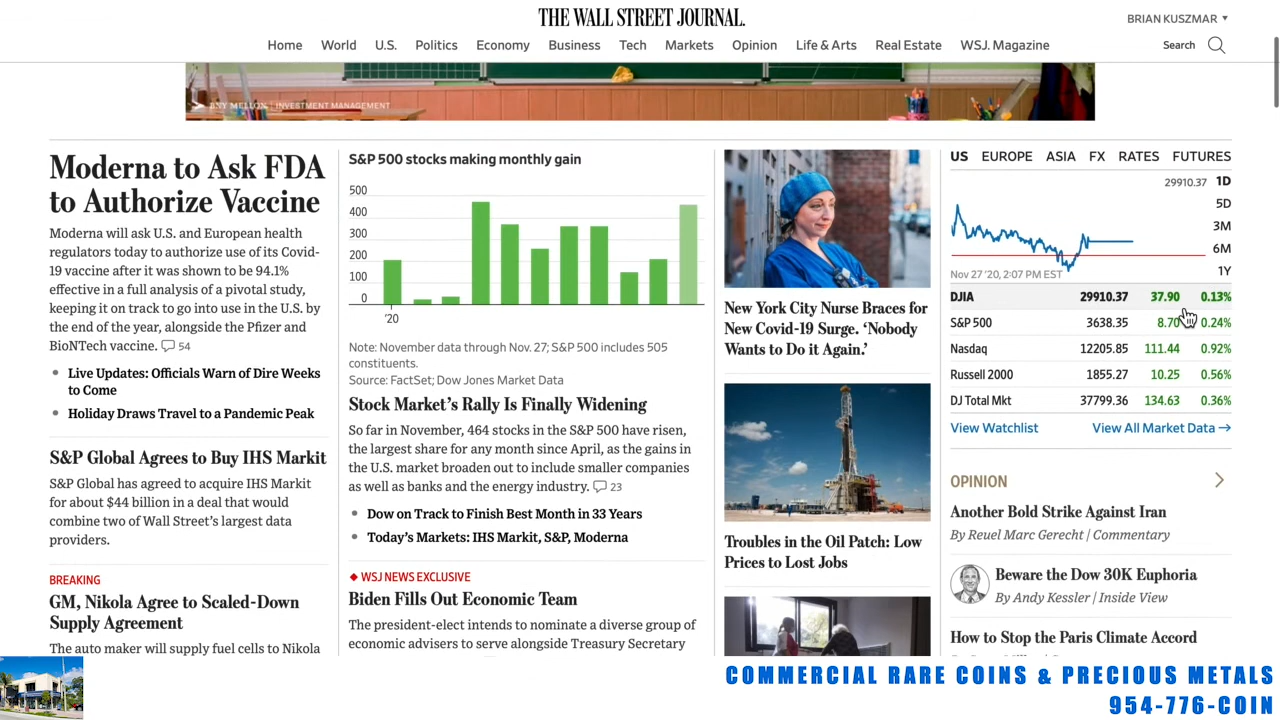 THE WALL STREET JOURNAL.
BRIAN KUSZMAR
Home World U.S. Politics Economy Business Tech Markets Opinion Life & Arts Real Estate WSJ. Magazine
Search
BNY MELLON | INVESTMENT MANAGEMENT
Moderna to Ask FDA
to Authorize Vaccine
Moderna will ask U.S. and European health
regulators today to authorize use of its Covid-
19 vaccine after it was shown to be 94.1%
effective in a full analysis of a pivotal study,
keeping it on track to go into use in the U.S. by
the end of the year, alongside the Pfizer and
BioNTech vaccine. 54
Live Updates: Officials Warn of Dire Weeks
to Come
Holiday Draws Travel to a Pandemic Peak
S&P Global Agrees to Buy IHS Markit
S&P Global has agreed to acquire IHS Markit
for about $44 billion in a deal that would
combine two of Wall Street's largest data
providers.
BREAKING
GM, Nikola Agree to Scaled-Down
Supply Agreement
The auto maker will supply fuel cells to Nikola
S&P 500 stocks making monthly gain
500
400
300
200
100
0
'20
Note: November data through Nov. 27; S&P 500 includes 505
constituents.
Source: FactSet; Dow Jones Market Data
Stock Market's Rally Is Finally Widening
So far in November, 464 stocks in the S&P 500 have risen,
the largest share for any month since April, as the gains in
the U.S. market broaden out to include smaller companies
as well as banks and the energy industry. 23
Dow on Track to Finish Best Month in 33 Years
Today's Markets: IHS Markit, S&P, Moderna
WSJ NEWS EXCLUSIVE
Biden Fills Out Economic Team
The president-elect intends to nominate a diverse group of
economic advisers to serve alongside Treasury Secretary
New York City Nurse Braces for
New Covid-19 Surge. 'Nobody
Wants to Do it Again.'
Troubles in the Oil Patch: Low
Prices to Lost Jobs
US EUROPE ASIA FX RATES FUTURES
29910.37 1D
5D
3M
6M
1Y
Nov 27 '20, 2:07 PM EST
DJIA 29910.37 37.90 0.13%
S&P 500 3638.35 8.70 0.24%
Nasdaq 12205.85 111.44 0.92%
Russell 2000 1855.27 10.25 0.56%
DJ Total Mkt 37799.36 134.63 0.36%
View Watchlist View All Market Data →
OPINION
Another Bold Strike Against Iran
By Reuel Marc Gerecht | Commentary
Beware the Dow 30K Euphoria
By Andy Kessler | Inside View
How to Stop the Paris Climate Accord
COMMERCIAL RARE COINS & PRECIOUS METALS
954-776-COIN